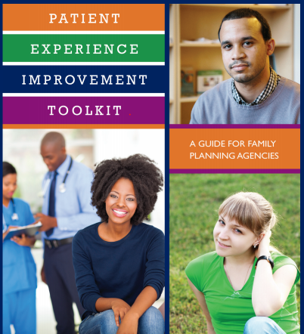 PATIENT
EXPERIENCE
IMPROVEMENT
TOOLKIT
A GUIDE FOR FAMILY
PLANNING AGENCIES